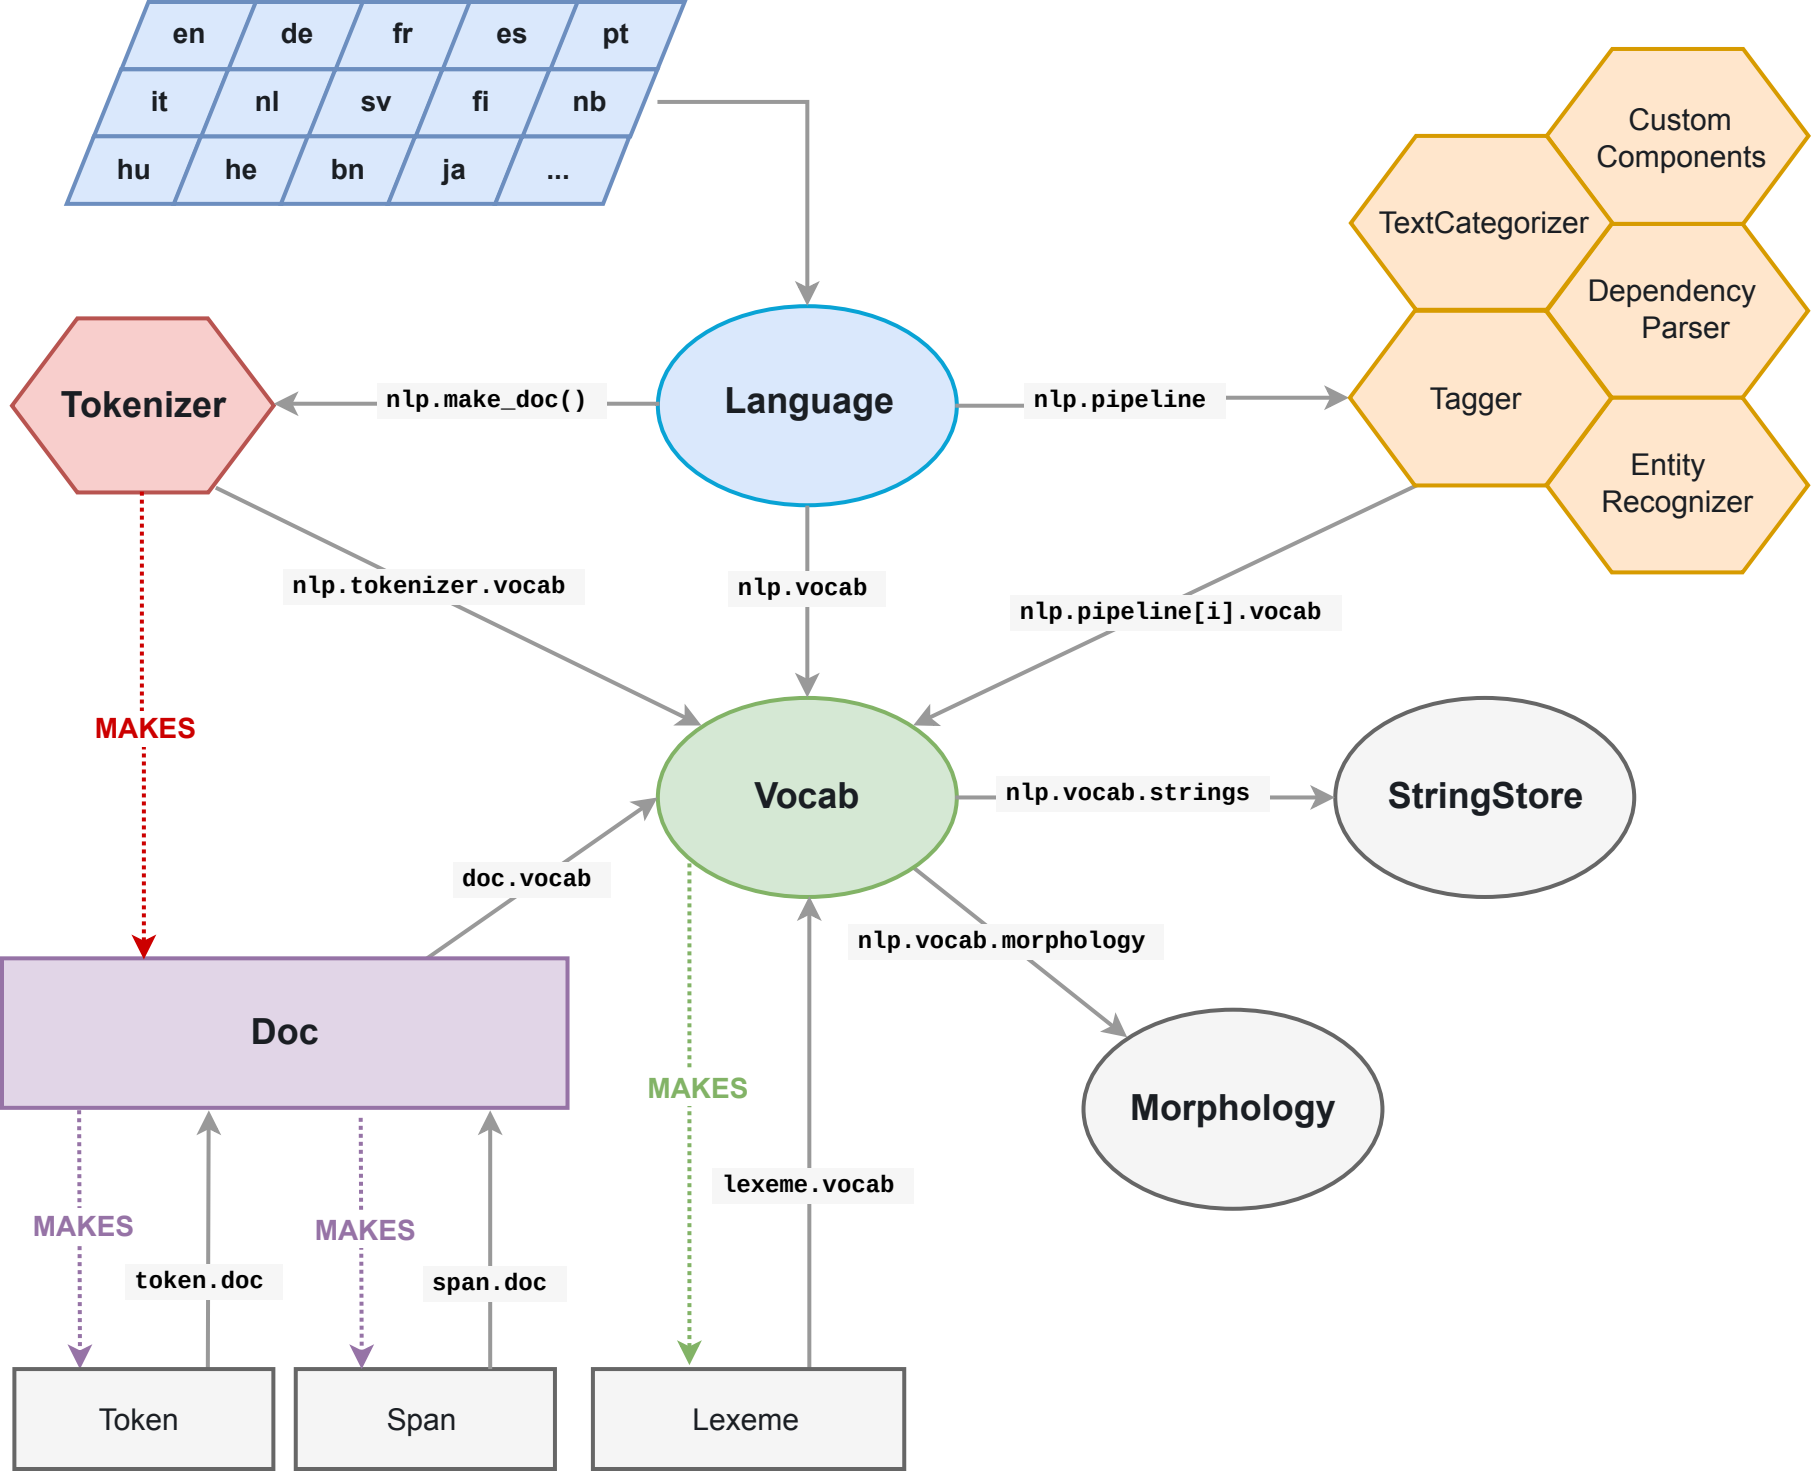 en de fr es pt
it nl sv fi nb
hu he bn ja ...
Custom
Components
TextCategorizer
Dependency
Parser
Tagger
Entity
Recognizer
Tokenizer
nlp.make_doc()
Language
nlp.pipeline
nlp.tokenizer.vocab
nlp.vocab
nlp.pipeline[i].vocab
MAKES
Vocab
nlp.vocab.strings
StringStore
doc.vocab
nlp.vocab.morphology
Doc
MAKES
Morphology
lexeme.vocab
MAKES
MAKES
token.doc
span.doc
Token
Span
Lexeme